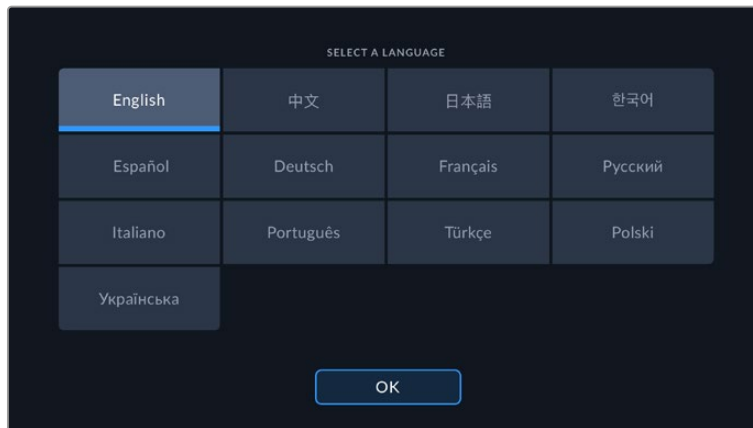 SELECT A LANGUAGE
English 中文 日本語 한국어
Español Deutsch Français Русский
Italiano Português Türkçe Polski
Українська
OK